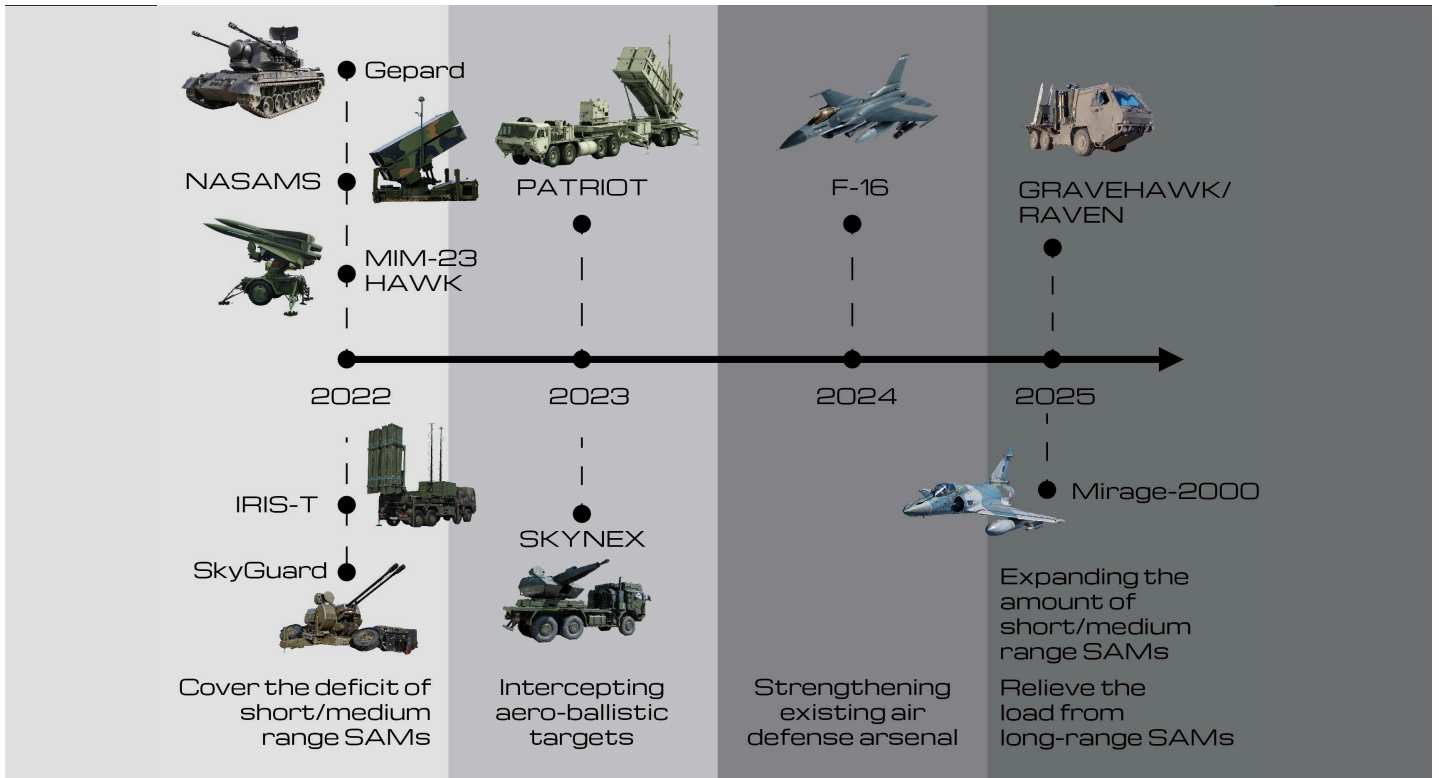 Gepard
NASAMS
MIM-23
HAWK
PATRIOT
F-16
GRAVEHAWK/
RAVEN
2022
2023
2024
2025
IRIS-T
SkyGuard
SKYNEX
Mirage-2000
Cover the deficit of
short/medium
range SAMs
Intercepting
aero-ballistic
targets
Strengthening
existing air
defense arsenal
Expanding the
amount of
short/medium
range SAMs
Relieve the
load from
long-range SAMs